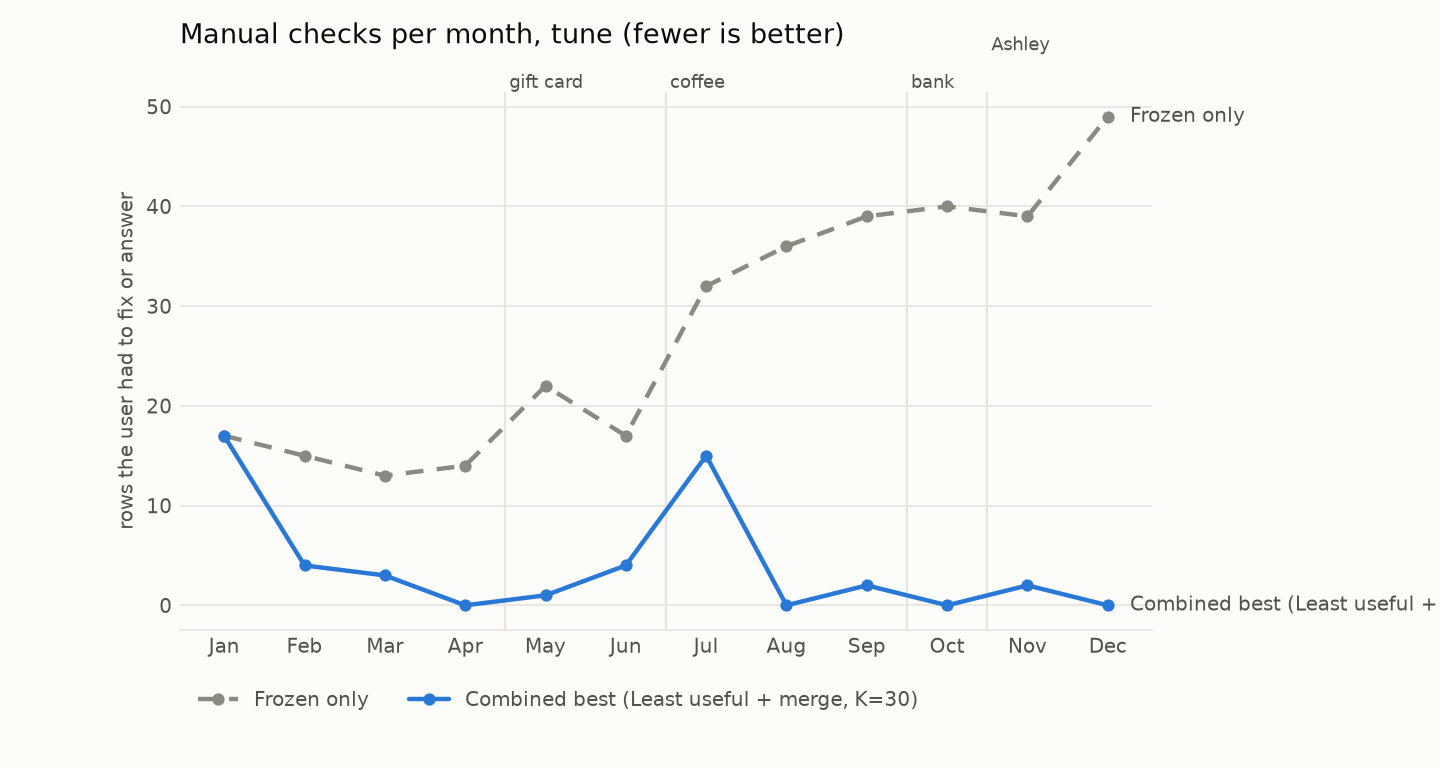 Manual checks per month, tune (fewer is better)
Ashley
gift card
coffee
bank
rows the user had to fix or answer
50
40
30
20
10
0
Frozen only
Combined best (Least useful +
Jan
Feb
Mar
Apr
May
Jun
Jul
Aug
Sep
Oct
Nov
Dec
Frozen only
Combined best (Least useful + merge, K=30)